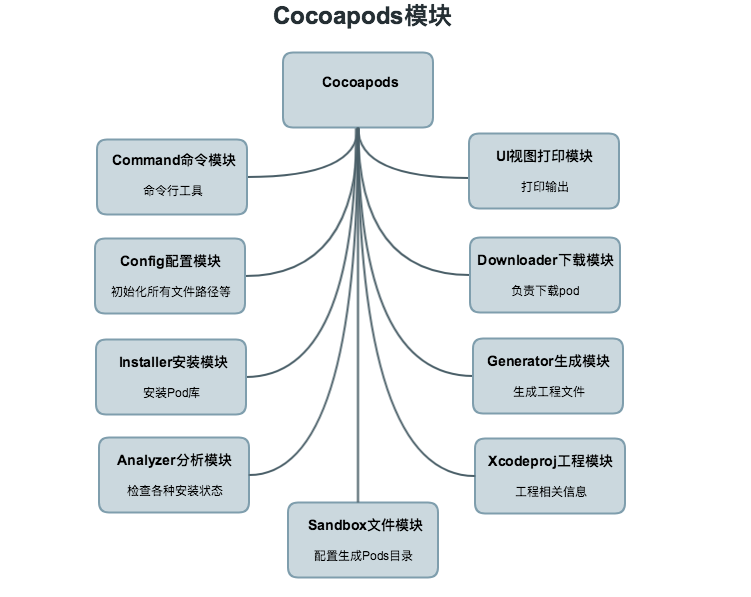 Cocoapods模块
Cocoapods
Command命令模块
命令行工具
UI视图打印模块
打印输出
Config配置模块
初始化所有文件路径等
Downloader下载模块
负责下载pod
Installer安装模块
安装Pod库
Generator生成模块
生成工程文件
Analyzer分析模块
检查各种安装状态
Xcodeproj工程模块
工程相关信息
Sandbox文件模块
配置生成Pods目录